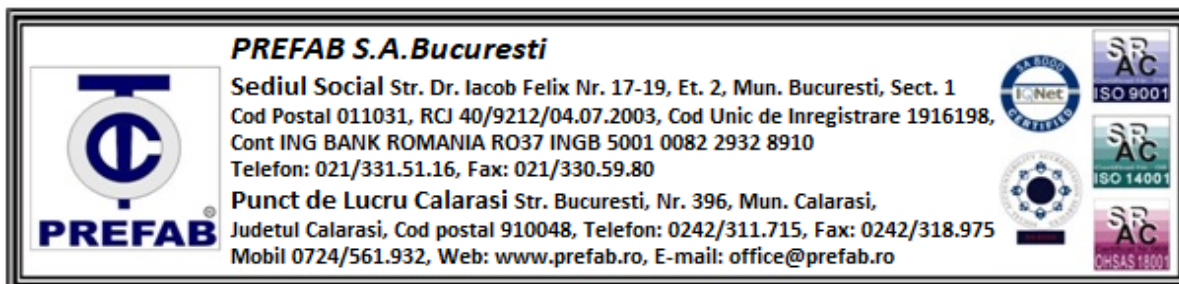 PREFAB S.A.Bucuresti
Sediul Social Str. Dr. Iacob Felix Nr. 17-19, Et. 2, Mun. Bucuresti, Sect. 1
Cod Postal 011031, RCJ 40/9212/04.07.2003, Cod Unic de Inregistrare 1916198,
Cont ING BANK ROMANIA RO37 INGB 5001 0082 2932 8910
Telefon: 021/331.51.16, Fax: 021/330.59.80
Punct de Lucru Calarasi Str. Bucuresti, Nr. 396, Mun. Calarasi,
Judetul Calarasi, Cod postal 910048, Telefon: 0242/311.715, Fax: 0242/318.975
Mobil 0724/561.932, Web: www.prefab.ro, E-mail: office@prefab.ro
PREFAB
®
SA 8000
IQNet
CERTIFIED
SR
AC
ISO 9001
SR
AC
ISO 14001
SR
AC
OHSAS 18001